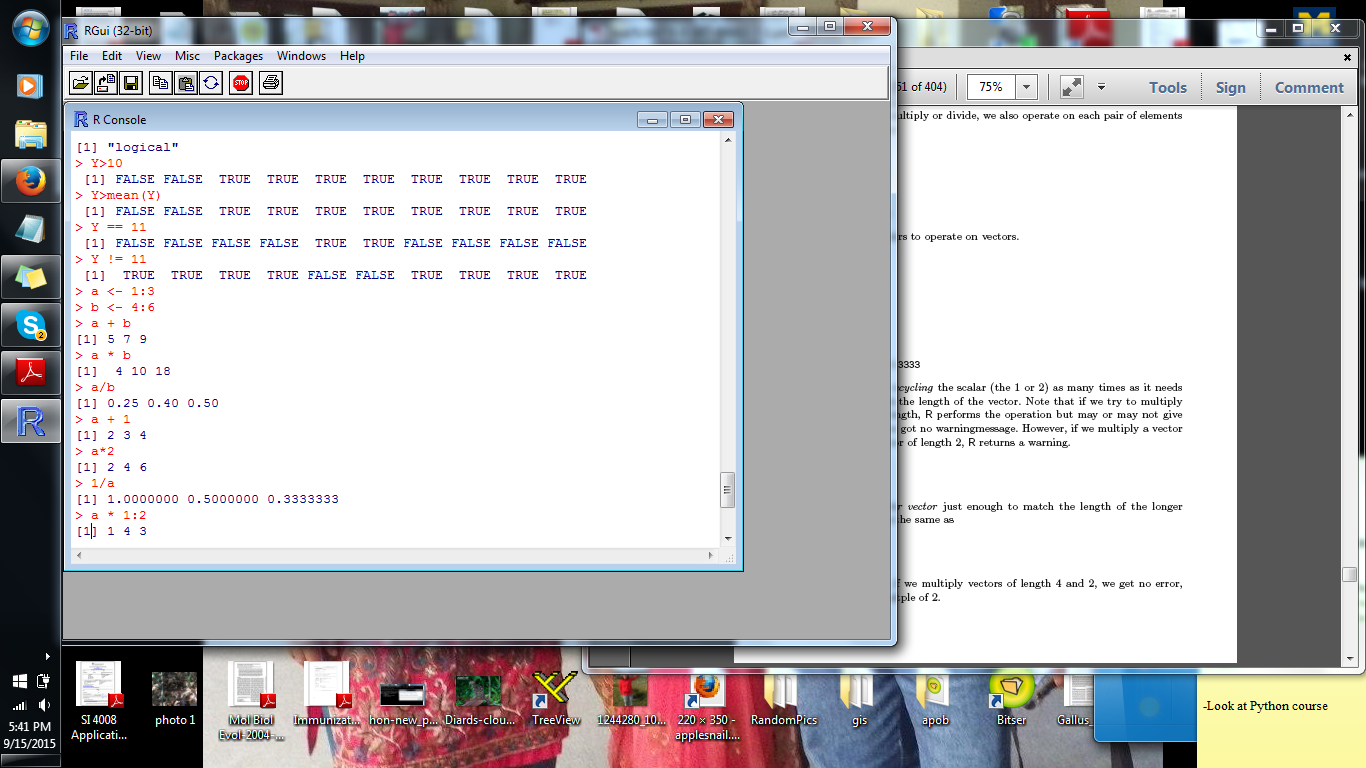 RGui (32-bit)
File Edit View Misc Packages Windows Help
STOP
R Console
[1] "logical"
> Y>10
[1] FALSE FALSE TRUE TRUE TRUE TRUE TRUE TRUE TRUE TRUE
> Y>mean(Y)
[1] FALSE FALSE TRUE TRUE TRUE TRUE TRUE TRUE TRUE TRUE
> Y == 11
[1] FALSE FALSE FALSE FALSE TRUE TRUE FALSE FALSE FALSE FALSE
> Y != 11
[1] TRUE TRUE TRUE TRUE FALSE FALSE TRUE TRUE TRUE TRUE
> a <- 1:3
> b <- 4:6
> a + b
[1] 5 7 9
> a * b
[1] 4 10 18
> a/b
[1] 0.25 0.40 0.50
> a + 1
[1] 2 3 4
> a*2
[1] 2 4 6
> 1/a
[1] 1.0000000 0.5000000 0.3333333
> a * 1:2
[1] 1 4 3
51 of 404) 75% Tools Sign Comment
ultiply or divide, we also operate on each pair of elements
rs to operate on vectors.
3333
ecycling the scalar (the 1 or 2) as many times as it needs
the length of the vector. Note that if we try to multiply
ngth, R performs the operation but may or may not give
got no warningmessage. However, if we multiply a vector
or of length 2, R returns a warning.
r vector just enough to match the length of the longer
he same as
f we multiply vectors of length 4 and 2, we get no error,
tple of 2.
2
5:41 PM
9/15/2015
SI 4008
Applicati...
photo 1
Mol Biol
Evol-2004-...
Immunizat...
hon-new_p...
Diards-clou...
TreeView
1244280_10...
220 × 350 -
applesnail....
RandomPics
gis
apob
Bitser
Gallus_
-Look at Python course